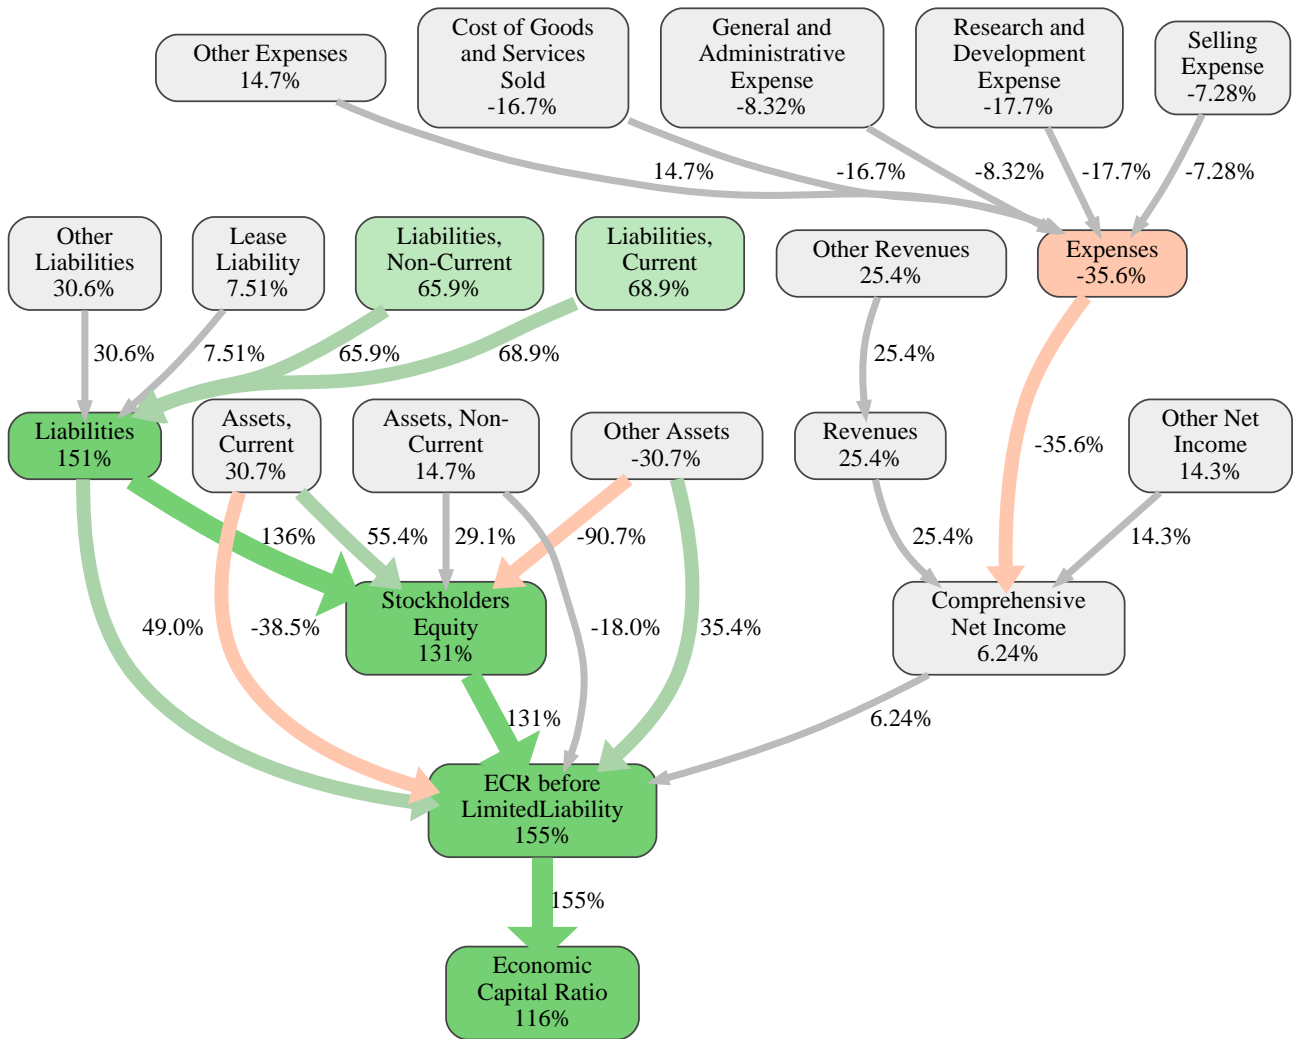 Other Expenses
14.7%
Cost of Goods
and Services
Sold
-16.7%
General and
Administrative
Expense
-8.32%
Research and
Development
Expense
-17.7%
Selling
Expense
-7.28%
14.7%
-16.7%
-8.32%
-17.7%
-7.28%
Other
Liabilities
30.6%
Lease
Liability
7.51%
Liabilities,
Non-Current
65.9%
Liabilities,
Current
68.9%
Other Revenues
25.4%
Expenses
-35.6%
30.6%
7.51%
65.9%
68.9%
25.4%
-35.6%
Liabilities
151%
Assets,
Current
30.7%
Assets, Non-
Current
14.7%
Other Assets
-30.7%
Revenues
25.4%
Other Net
Income
14.3%
136%
55.4%
29.1%
-90.7%
25.4%
14.3%
Stockholders
Equity
131%
Comprehensive
Net Income
6.24%
49.0%
-38.5%
-18.0%
35.4%
131%
6.24%
ECR before
LimitedLiability
155%
155%
Economic
Capital Ratio
116%